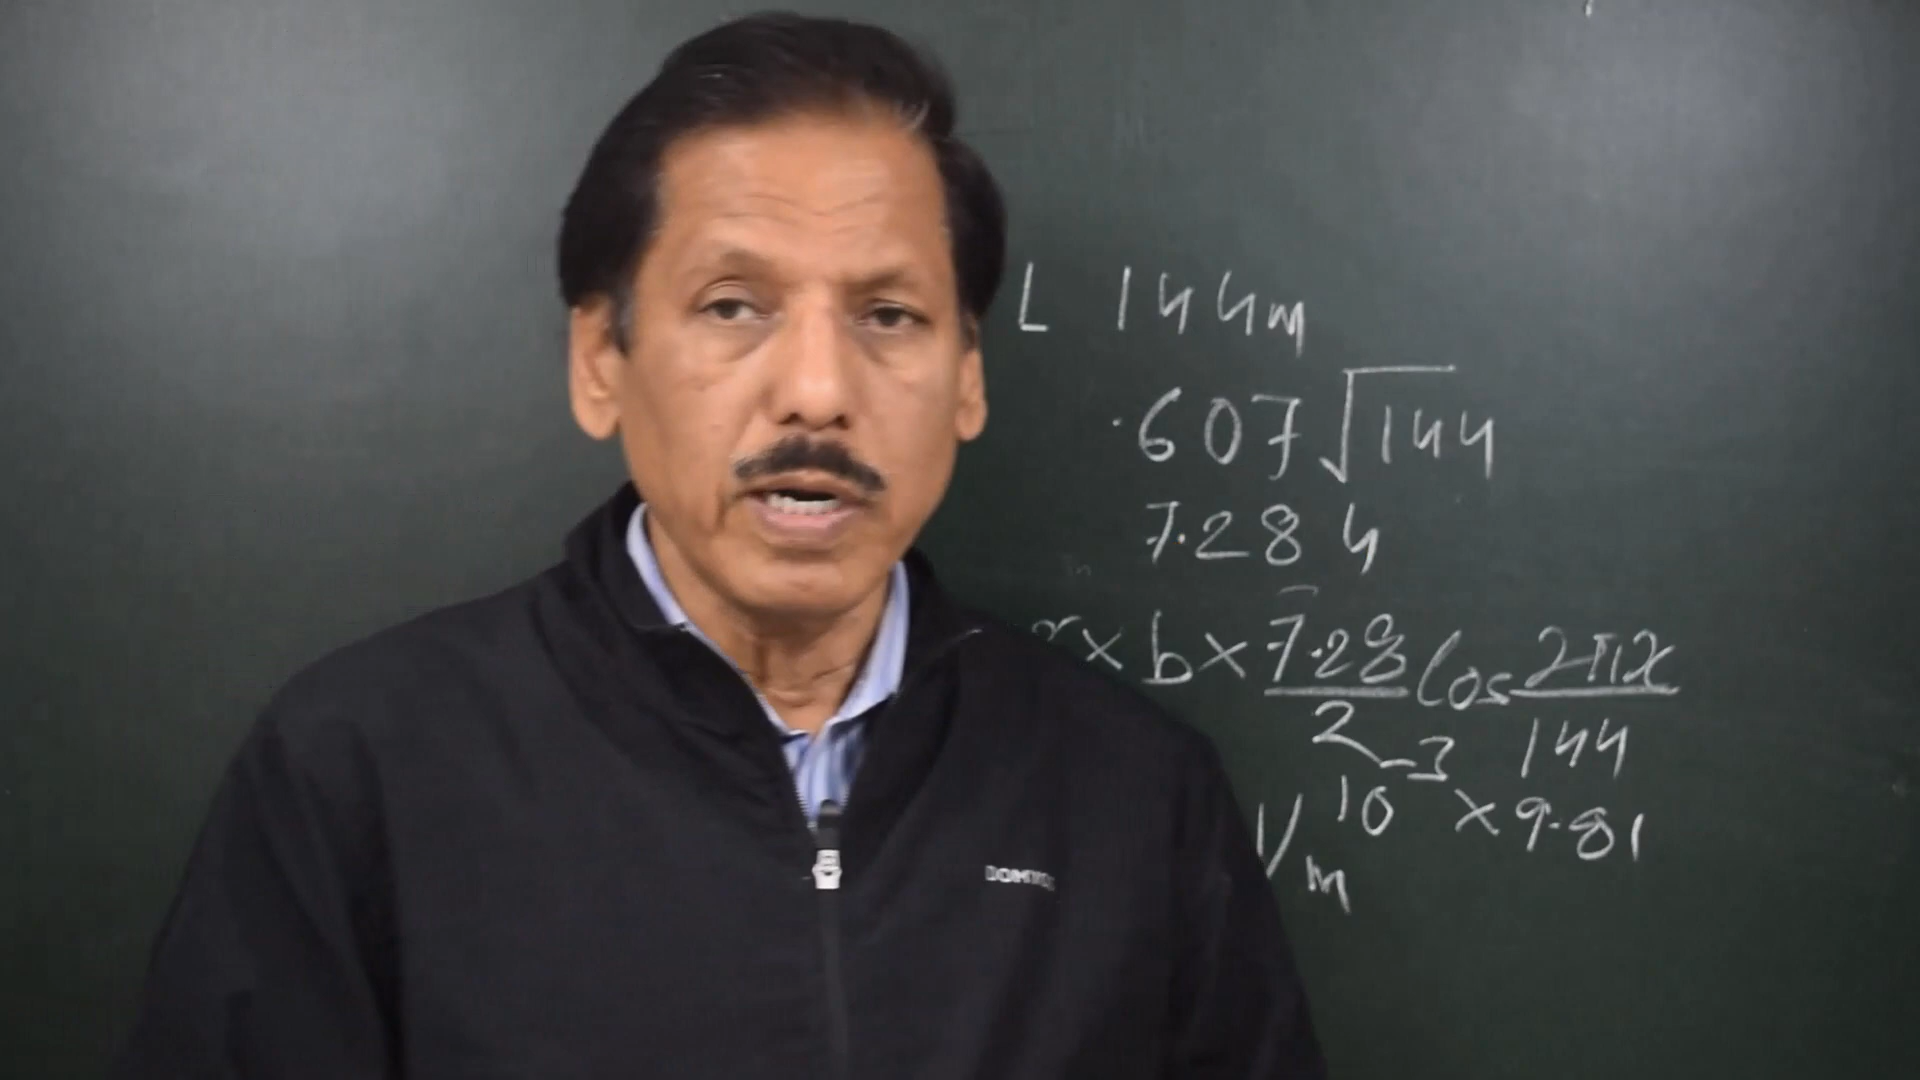 L 144m
.607√144
7.284
× b × 7.28/2 Cos 2πx/144
10⁻³ × 9.81
/m